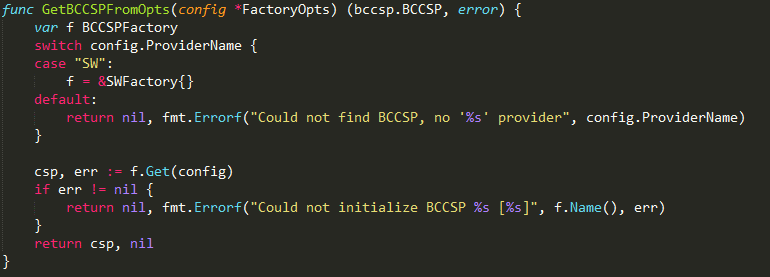 func GetBCCSPFromOpts(config *FactoryOpts) (bccsp.BCCSP, error) {
    var f BCCSPFactory
    switch config.ProviderName {
    case "SW":
        f = &SWFactory{}
    default:
        return nil, fmt.Errorf("Could not find BCCSP, no '%s' provider", config.ProviderName)
    }

    csp, err := f.Get(config)
    if err != nil {
        return nil, fmt.Errorf("Could not initialize BCCSP %s [%s]", f.Name(), err)
    }
    return csp, nil
}